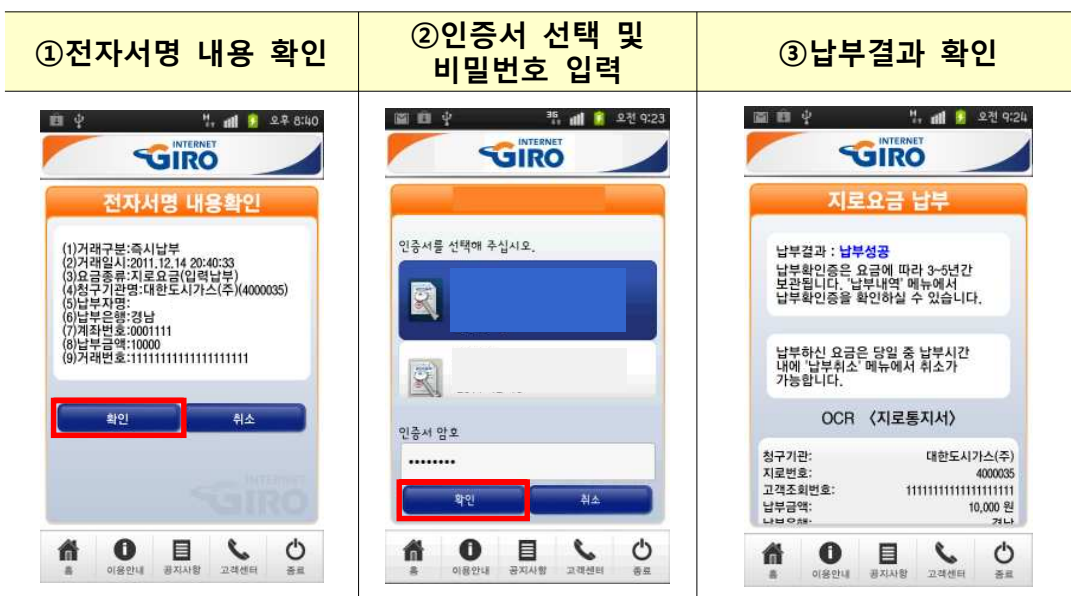 ①전자서명 내용 확인
②인증서 선택 및
비밀번호 입력
③납부결과 확인
오후 8:40
INTERNET
GIRO
전자서명 내용확인
(1)거래구분:즉시납부
(2)거래일시:2011.12.14 20:40:33
(3)요금종류:지로요금(입력납부)
(4)청구기관명:대한도시가스(주)(4000035)
(5)납부자명:
(6)납부은행:경남
(7)계좌번호:0001111
(8)납부금액:10000
(9)거래번호:11111111111111111111
확인 취소
INTERNET
GIRO
홈 이용안내 공지사항 고객센터 종료
3G 오전 9:23
INTERNET
GIRO
인증서를 선택해 주십시오.
인증서 암호
••••••••
확인 취소
홈 이용안내 공지사항 고객센터 종료
H 오전 9:24
INTERNET
GIRO
지로요금 납부
납부결과 : 납부성공
납부확인증은 요금에 따라 3~5년간
보관됩니다. '납부내역' 메뉴에서
납부확인증을 확인하실 수 있습니다.
납부하신 요금은 당일 중 납부시간
내에 '납부취소' 메뉴에서 취소가
가능합니다.
OCR 〈지로통지서〉
청구기관: 대한도시가스(주)
지로번호: 4000035
고객조회번호: 1111111111111111111
납부금액: 10,000 원
납부은행: 경남
홈 이용안내 공지사항 고객센터 종료